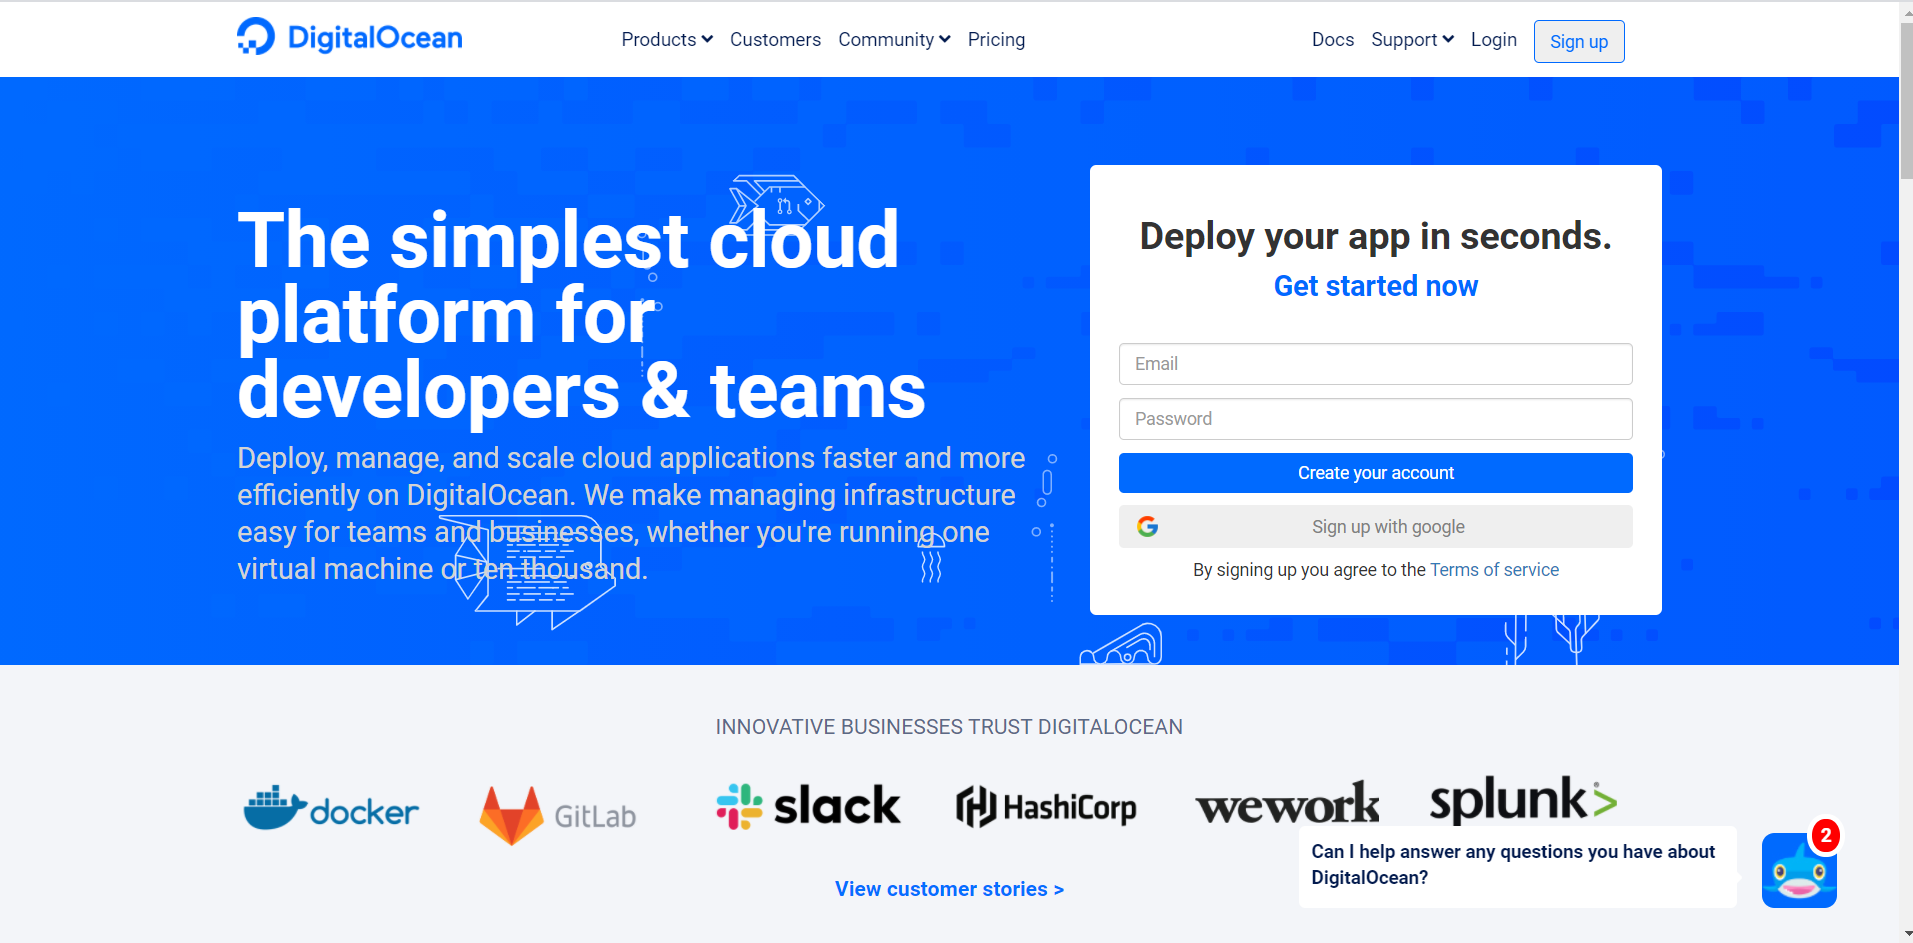 DigitalOcean
Products Customers Community Pricing
Docs Support Login Sign up
The simplest cloud
platform for
developers & teams
Deploy, manage, and scale cloud applications faster and more
efficiently on DigitalOcean. We make managing infrastructure
easy for teams and businesses, whether you're running one
virtual machine or ten thousand.
Deploy your app in seconds.
Get started now
Email
Password
Create your account
Sign up with google
By signing up you agree to the Terms of service
INNOVATIVE BUSINESSES TRUST DIGITALOCEAN
docker GitLab slack HashiCorp wework splunk>
View customer stories >
Can I help answer any questions you have about
DigitalOcean?
2